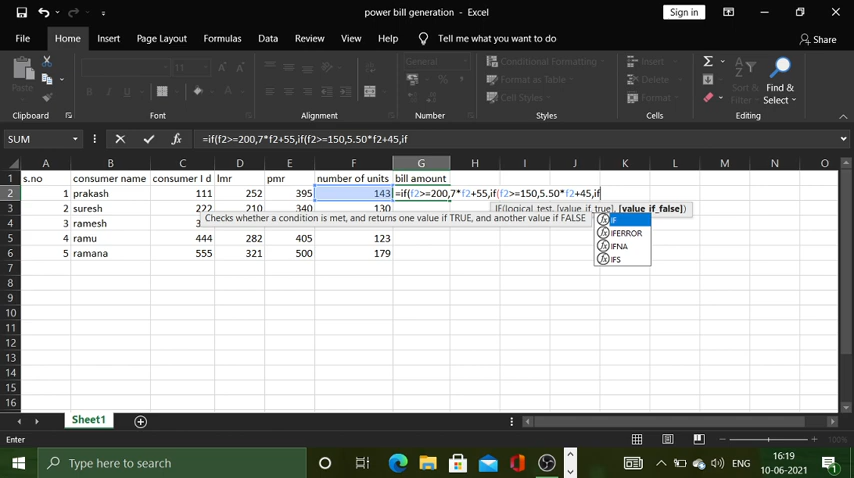 power bill generation - Excel
Sign in
File Home Insert Page Layout Formulas Data Review View Help Tell me what you want to do Share
Paste
11
General
Conditional Formatting
Format as Table
Cell Styles
Insert
Delete
Format
Sort & Filter
Find & Select
Clipboard Font Alignment Number Styles Cells Editing
SUM fx =if(f2>=200,7*f2+55,if(f2>=150,5.50*f2+45,if
A B C D E F G H I J K L M N O
1 s.no consumer name consumer I d lmr pmr number of units bill amount
2 1 prakash 111 252 395 143 =if(f2>=200,7*f2+55,if(f2>=150,5.50*f2+45,if
3 2 suresh 222 210 340 130
IF(logical_test, [value_if_true], [value_if_false])
Checks whether a condition is met, and returns one value if TRUE, and another value if FALSE
IF
IFERROR
IFNA
IFS
4 3 ramesh 3
5 4 ramu 444 282 405 123
6 5 ramana 555 321 500 179
7
8
9
10
11
12
13
14
15
16
Sheet1
Enter 100%
Type here to search
ENG
16:19
10-06-2021
1